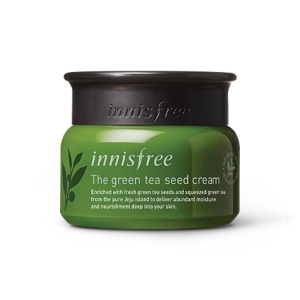 innisfree
innisfree
The green tea seed cream
Enriched with fresh green tea seeds and squeezed green tea
from the pure Jeju island to deliver abundant moisture
and nourishment deep into your skin.